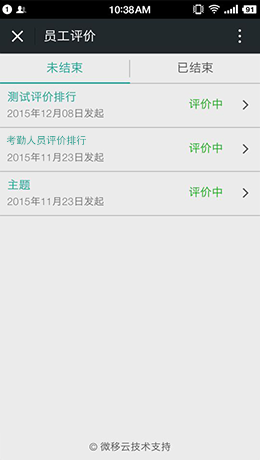 1 10:38AM 91
员工评价
未结束 已结束
测试评价排行
2015年12月08日发起
评价中
考勤人员评价排行
2015年11月23日发起
评价中
主题
2015年11月23日发起
评价中
© 微移云技术支持